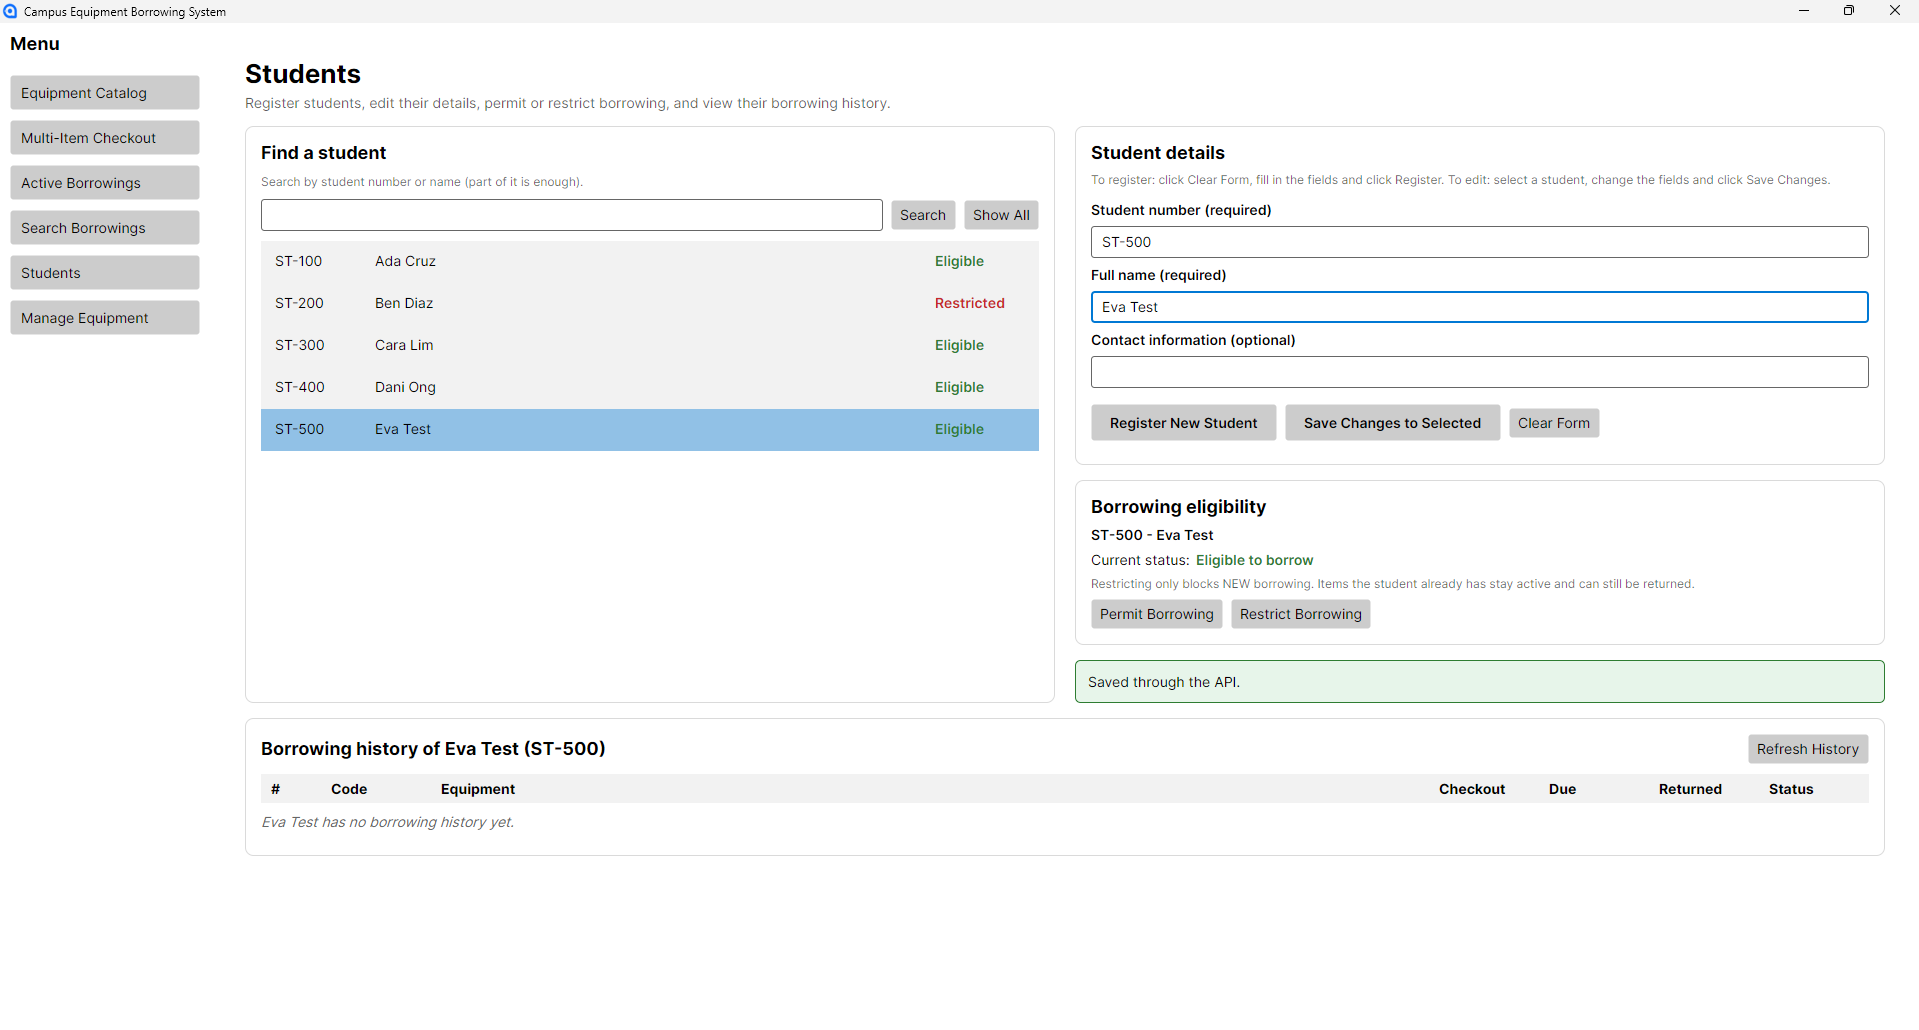 Campus Equipment Borrowing System
Menu
Equipment Catalog
Multi-Item Checkout
Active Borrowings
Search Borrowings
Students
Manage Equipment
Students
Register students, edit their details, permit or restrict borrowing, and view their borrowing history.
Find a student
Search by student number or name (part of it is enough).
Search Show All
ST-100 Ada Cruz Eligible
ST-200 Ben Diaz Restricted
ST-300 Cara Lim Eligible
ST-400 Dani Ong Eligible
ST-500 Eva Test Eligible
Student details
To register: click Clear Form, fill in the fields and click Register. To edit: select a student, change the fields and click Save Changes.
Student number (required)
ST-500
Full name (required)
Eva Test
Contact information (optional)
Register New Student Save Changes to Selected Clear Form
Borrowing eligibility
ST-500 - Eva Test
Current status: Eligible to borrow
Restricting only blocks NEW borrowing. Items the student already has stay active and can still be returned.
Permit Borrowing Restrict Borrowing
Saved through the API.
Borrowing history of Eva Test (ST-500) Refresh History
# Code Equipment Checkout Due Returned Status
Eva Test has no borrowing history yet.